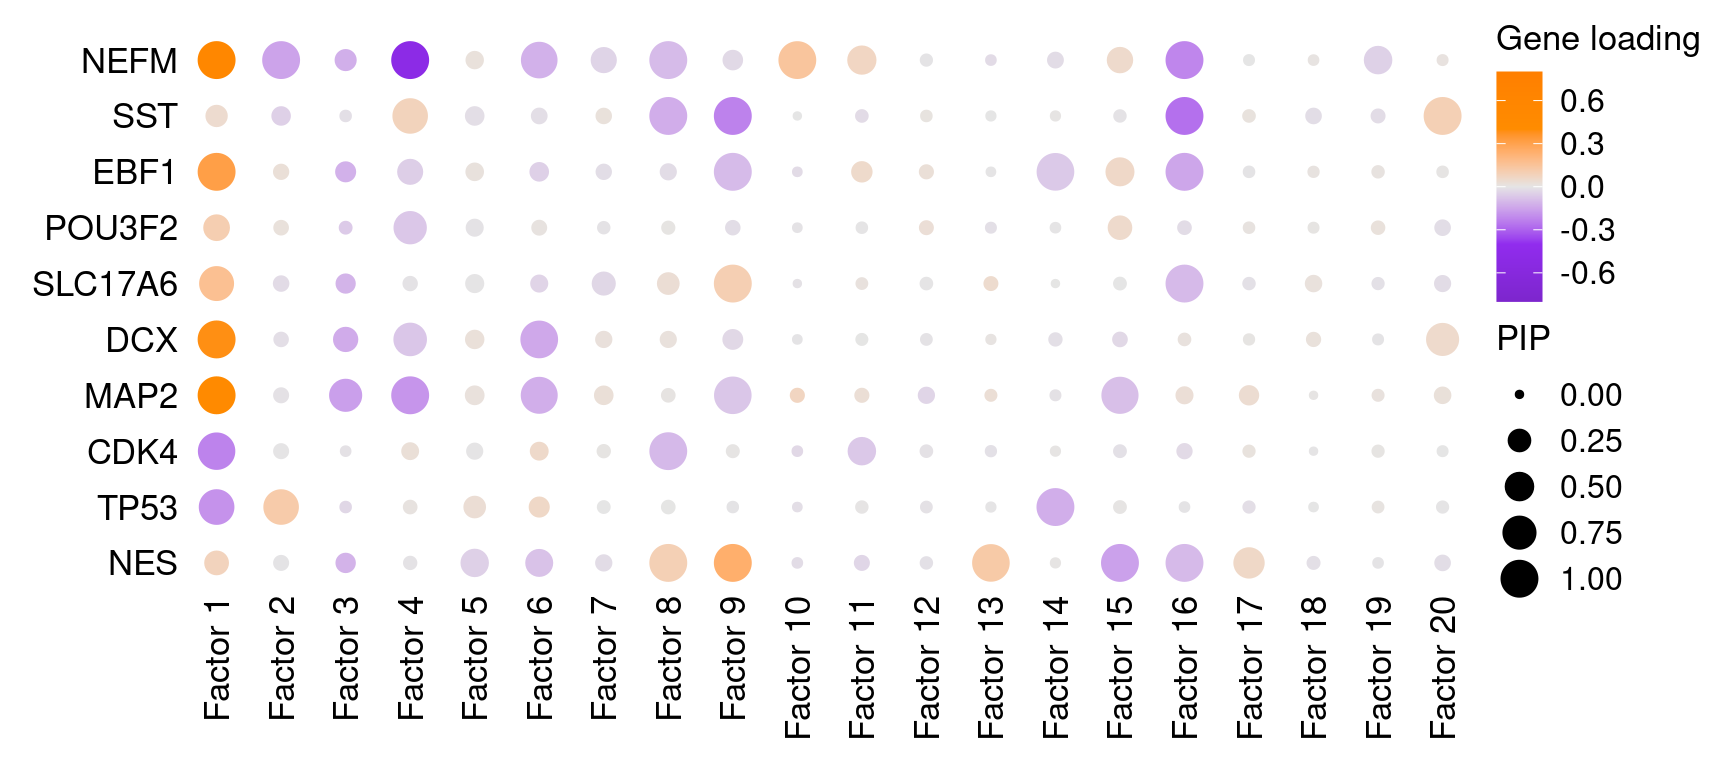 NEFM
SST
EBF1
POU3F2
SLC17A6
DCX
MAP2
CDK4
TP53
NES
Factor 1
Factor 2
Factor 3
Factor 4
Factor 5
Factor 6
Factor 7
Factor 8
Factor 9
Factor 10
Factor 11
Factor 12
Factor 13
Factor 14
Factor 15
Factor 16
Factor 17
Factor 18
Factor 19
Factor 20
Gene loading
0.6
0.3
0.0
-0.3
-0.6
PIP
0.00
0.25
0.50
0.75
1.00